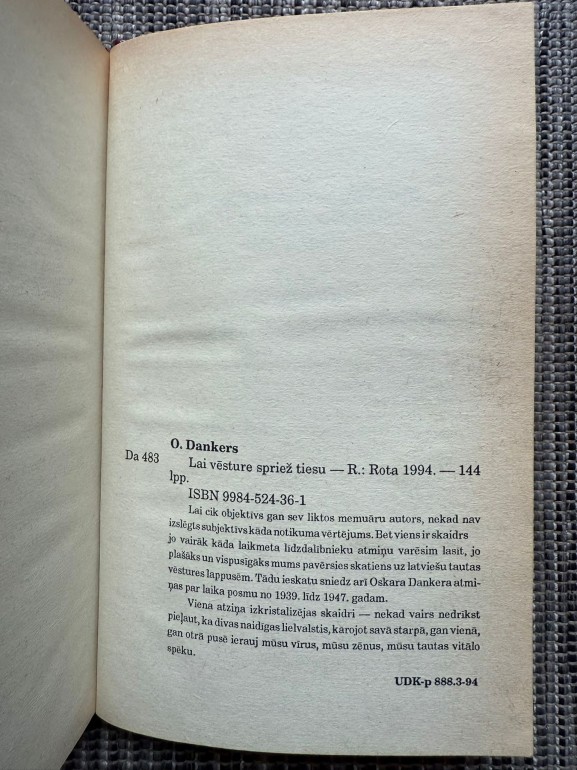 O. Dankers
Da 483
Lai vēsture spriež tiesu — R.: Rota 1994. — 144
lpp.
ISBN 9984-524-36-1
Lai cik objektīvs gan sev liktos memuāru autors, nekad nav
izslēgts subjektīvs kāda notikuma vērtējums. Bet viens ir skaidrs
jo vairāk kāda laikmeta līdzdalībnieku atmiņu varēsim lasīt, jo
plašāks un vispusīgāks mums pavērsies skatiens uz latviešu tautas
vēstures lappusēm. Tādu ieskatu sniedz arī Oskara Dankera atmi-
ņas par laika posmu no 1939. līdz 1947. gadam.
Viena atziņa izkristalizējas skaidri — nekad vairs nedrīkst
pieļaut, ka divas naidīgas lielvalstis, karojot savā starpā, gan vienā,
gan otrā pusē ierauj mūsu vīrus, mūsu zēnus, mūsu tautas vitālo
spēku.
UDK-p 888.3-94